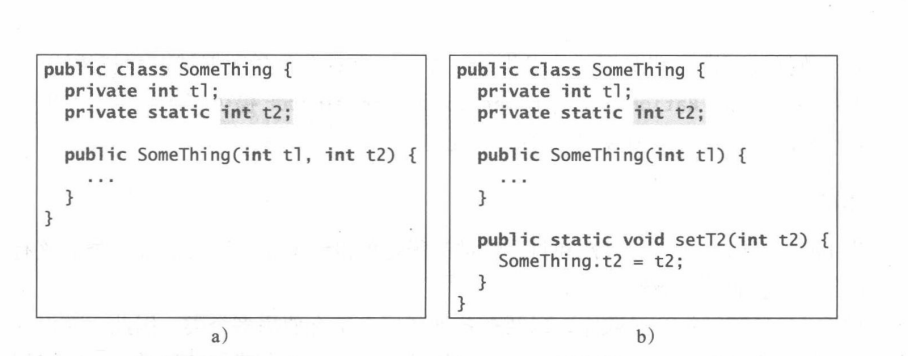 public class SomeThing {
  private int t1;
  private static int t2;

  public SomeThing(int t1, int t2) {
    ...
  }
}
a)
public class SomeThing {
  private int t1;
  private static int t2;

  public SomeThing(int t1) {
    ...
  }

  public static void setT2(int t2) {
    SomeThing.t2 = t2;
  }
}
b)